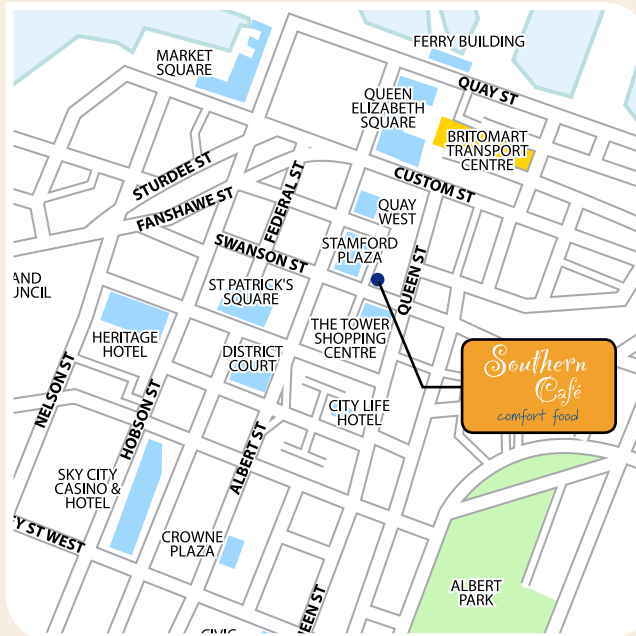 FERRY BUILDING
MARKET
SQUARE
QUAY ST
QUEEN
ELIZABETH
SQUARE
BRITOMART
TRANSPORT
CENTRE
STURDEE ST
CUSTOM ST
FANSHAWE ST
FEDERAL ST
QUAY
WEST
SWANSON ST
STAMFORD
PLAZA
QUEEN ST
AND
UNCIL
ST PATRICK'S
SQUARE
THE TOWER
SHOPPING
CENTRE
HERITAGE
HOTEL
DISTRICT
COURT
Southern
Café
comfort food
NELSON ST
HOBSON ST
CITY LIFE
HOTEL
ALBERT ST
SKY CITY
CASINO &
HOTEL
Y ST WEST
CROWNE
PLAZA
ALBERT
PARK
EEN ST
CIVIC